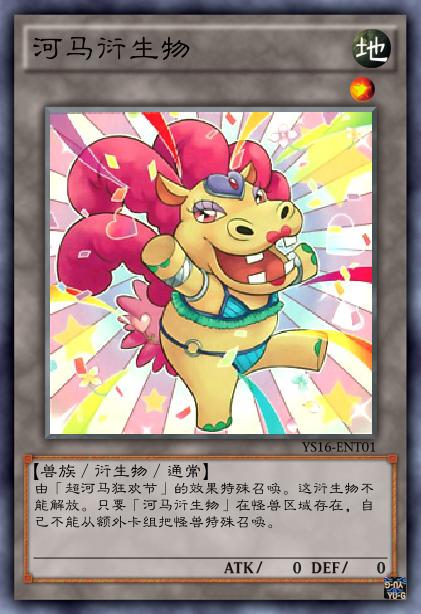 河马衍生物
地
YS16-ENT01
【兽族/衍生物/通常】
由「超河马狂欢节」的效果特殊召唤。这衍生物不
能解放。只要「河马衍生物」在怪兽区域存在，自
己不能从额外卡组把怪兽特殊召唤。
ATK/ 0 DEF/ 0